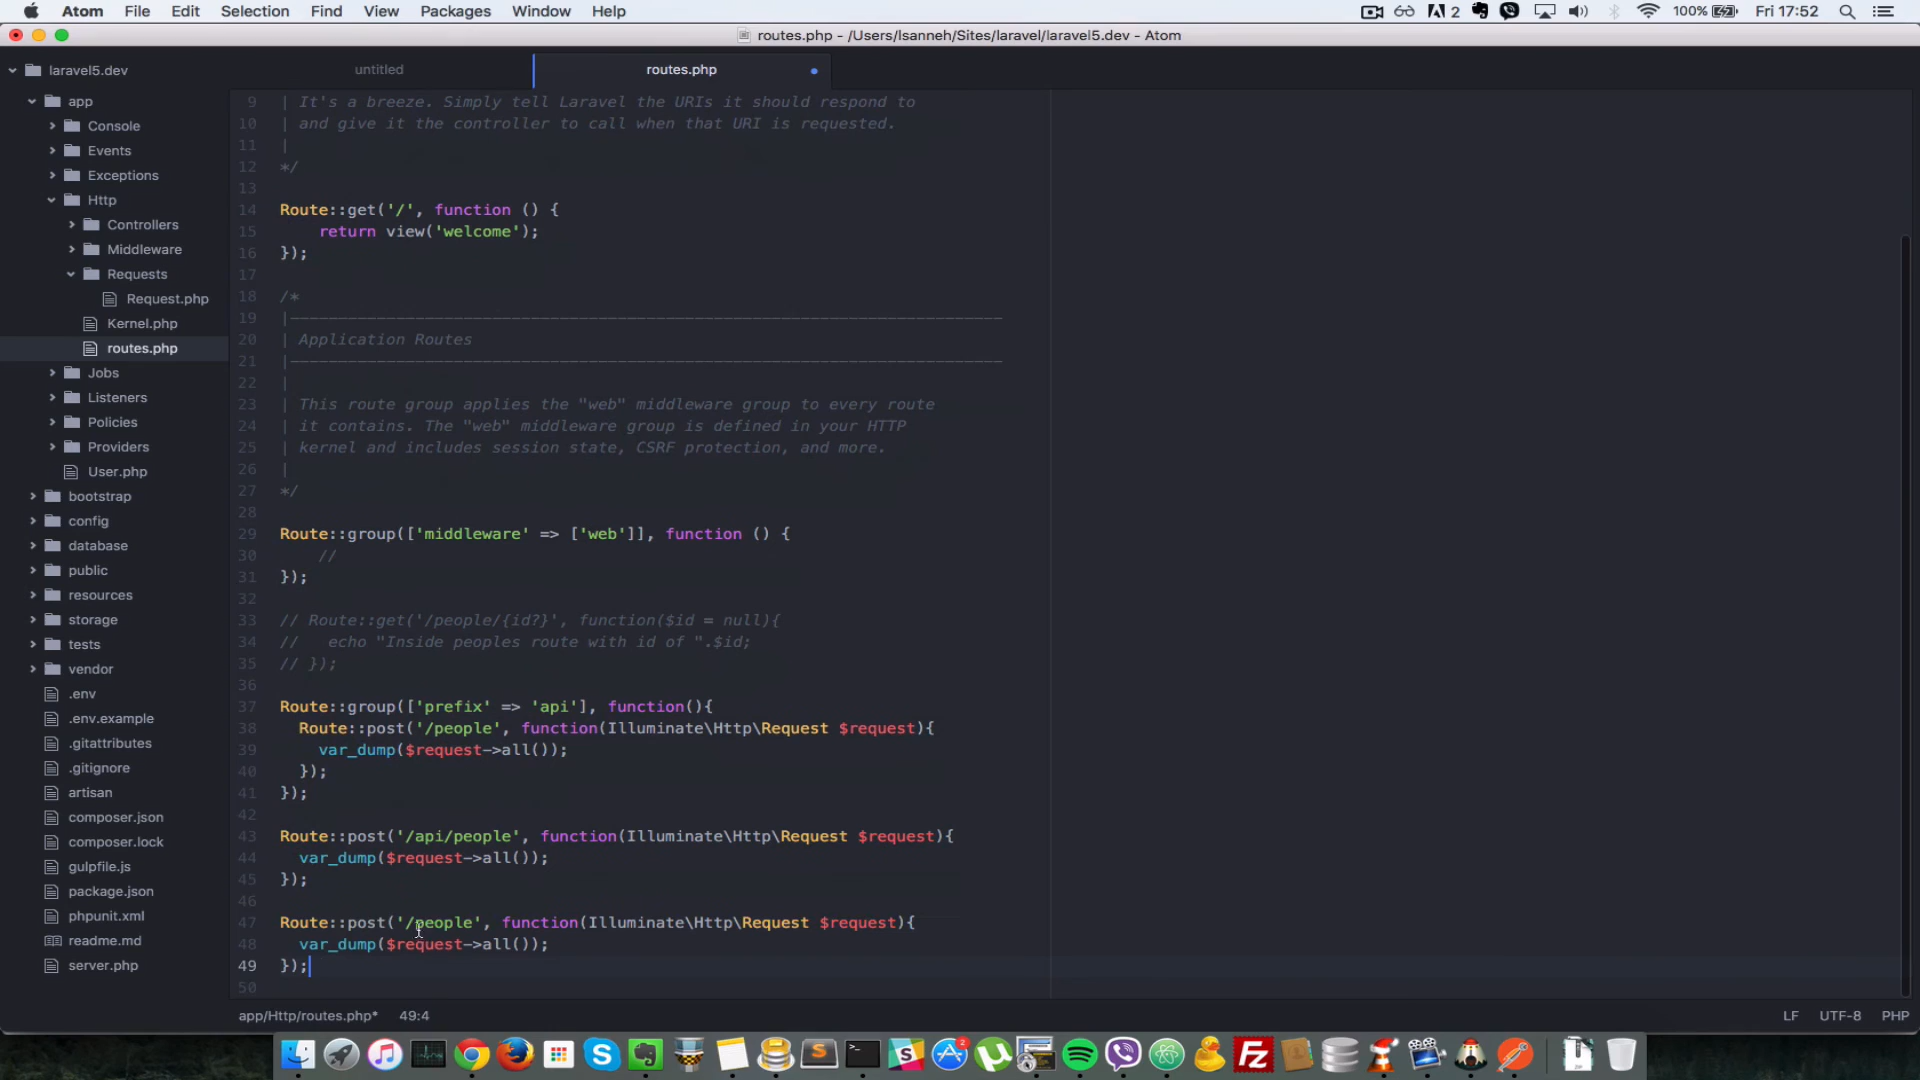 Atom File Edit Selection Find View Packages Window Help 2 100% Fri 17:52
routes.php - /Users/lsanneh/Sites/laravel/laravel5.dev - Atom
laravel5.dev
untitled
routes.php
app
Console
Events
Exceptions
Http
Controllers
Middleware
Requests
Request.php
Kernel.php
routes.php
Jobs
Listeners
Policies
Providers
User.php
bootstrap
config
database
public
resources
storage
tests
vendor
.env
.env.example
.gitattributes
.gitignore
artisan
composer.json
composer.lock
gulpfile.js
package.json
phpunit.xml
readme.md
server.php
9 | It's a breeze. Simply tell Laravel the URIs it should respond to
10 | and give it the controller to call when that URI is requested.
11 |
12 */
13
14 Route::get('/', function () {
15 return view('welcome');
16 });
17
18 /*
19 |--------------------------------------------------------------------------
20 | Application Routes
21 |--------------------------------------------------------------------------
22 |
23 | This route group applies the "web" middleware group to every route
24 | it contains. The "web" middleware group is defined in your HTTP
25 | kernel and includes session state, CSRF protection, and more.
26 |
27 */
28
29 Route::group(['middleware' => ['web']], function () {
30 //
31 });
32
33 // Route::get('/people/{id?}', function($id = null){
34 // echo "Inside peoples route with id of ".$id;
35 // });
36
37 Route::group(['prefix' => 'api'], function(){
38 Route::post('/people', function(Illuminate\Http\Request $request){
39 var_dump($request->all());
40 });
41 });
42
43 Route::post('/api/people', function(Illuminate\Http\Request $request){
44 var_dump($request->all());
45 });
46
47 Route::post('/people', function(Illuminate\Http\Request $request){
48 var_dump($request->all());
49 });
50
app/Http/routes.php* 49:4 LF UTF-8 PHP